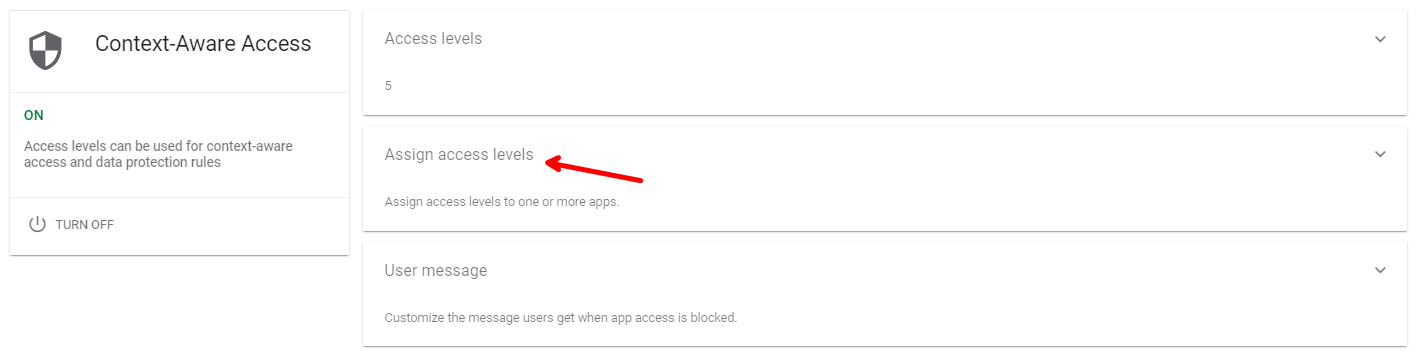 Context-Aware Access
ON
Access levels can be used for context-aware
access and data protection rules
TURN OFF
Access levels
5
Assign access levels
Assign access levels to one or more apps.
User message
Customize the message users get when app access is blocked.